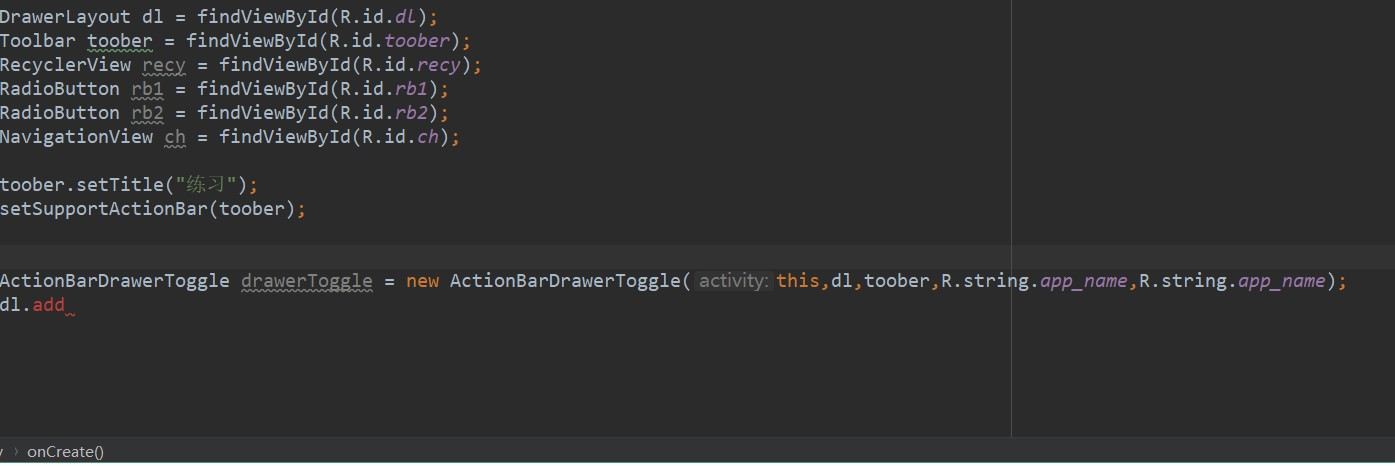 DrawerLayout dl = findViewById(R.id.dl);
Toolbar toober = findViewById(R.id.toober);
RecyclerView recy = findViewById(R.id.recy);
RadioButton rb1 = findViewById(R.id.rb1);
RadioButton rb2 = findViewById(R.id.rb2);
NavigationView ch = findViewById(R.id.ch);
toober.setTitle("练习");
setSupportActionBar(toober);
ActionBarDrawerToggle drawerToggle = new ActionBarDrawerToggle( activity: this,dl,toober,R.string.app_name,R.string.app_name);
dl.add
y › onCreate()